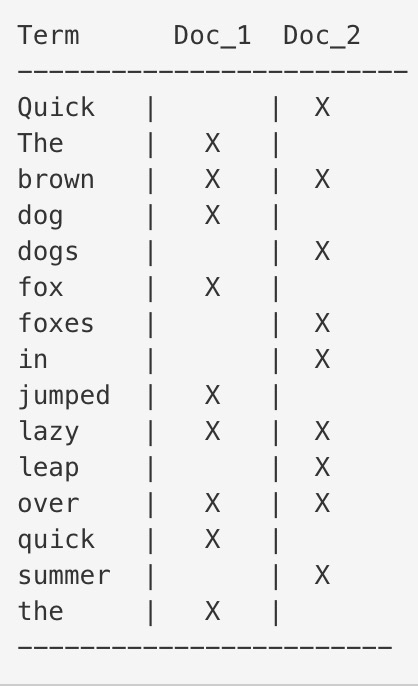 Term      Doc_1  Doc_2
-------------------------
Quick   |       |  X
The     |   X   |
brown   |   X   |  X
dog     |   X   |
dogs    |       |  X
fox     |   X   |
foxes   |       |  X
in      |       |  X
jumped  |   X   |
lazy    |   X   |  X
leap    |       |  X
over    |   X   |  X
quick   |   X   |
summer  |       |  X
the     |   X   |
------------------------